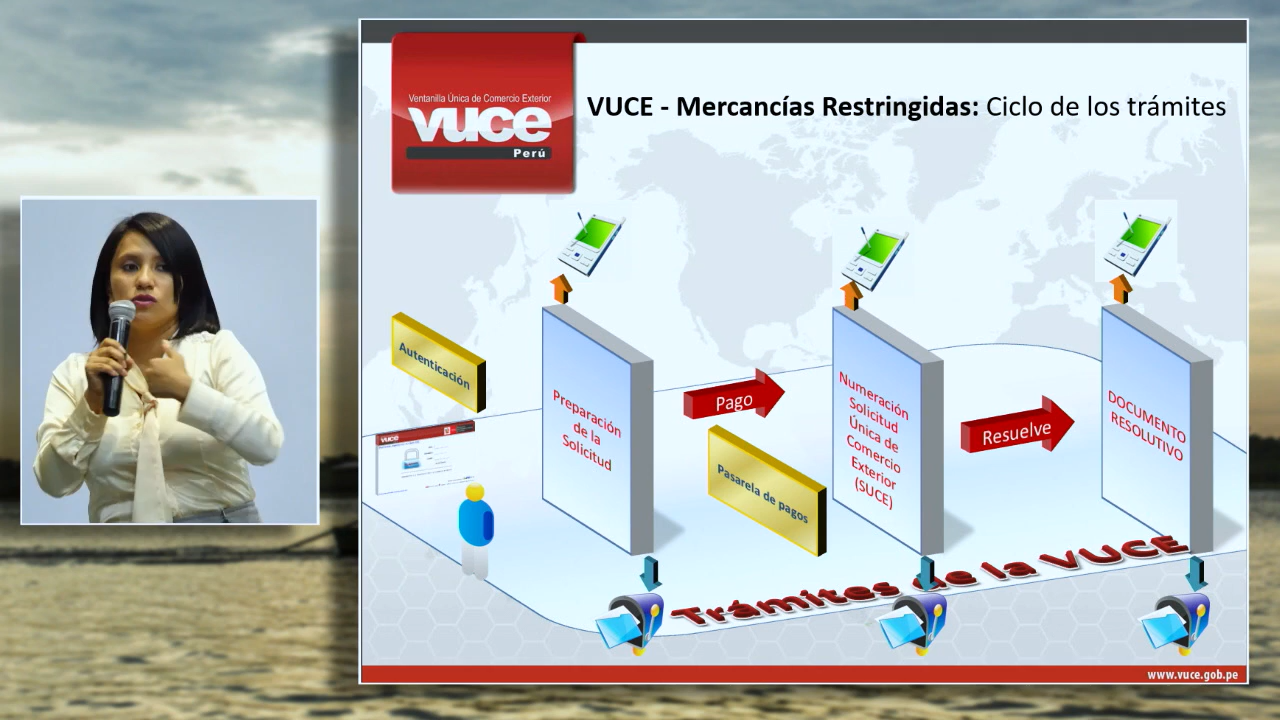 Ventanilla Única de Comercio Exterior
vuce
Perú
VUCE - Mercancías Restringidas: Ciclo de los trámites
Autenticación
vuce
Preparación
de la
Solicitud
Pago
Pasarela de pagos
Numeración
Solicitud
Única de
Comercio
Exterior
(SUCE)
Resuelve
DOCUMENTO
RESOLUTIVO
Trámites de la VUCE
www.vuce.gob.pe